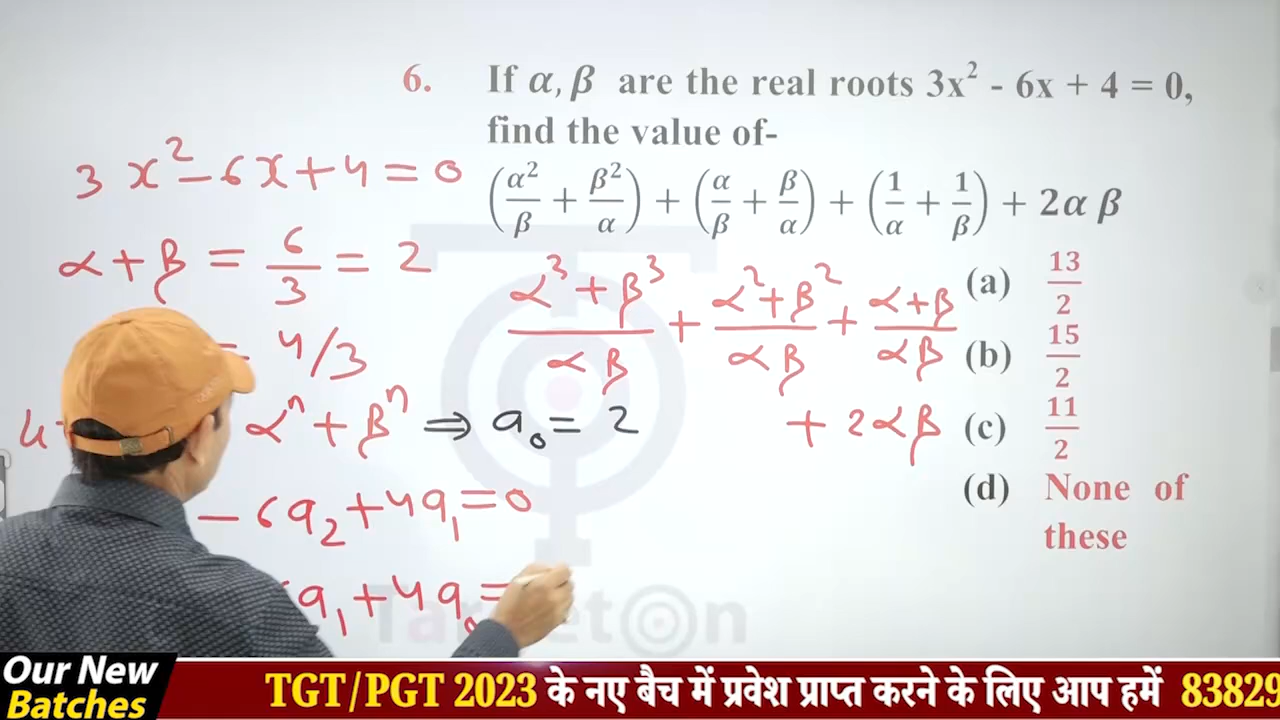 6. If α, β are the real roots 3x² - 6x + 4 = 0,
find the value of-
(α²/β + β²/α) + (α/β + β/α) + (1/α + 1/β) + 2α β
(a) 13/2
(b) 15/2
(c) 11/2
(d) None of
these
3x² - 6x + 4 = 0
α + β = 6/3 = 2
= 4/3
αⁿ + βⁿ ⇒ a₀ = 2
- 6a₂ + 4a₁ = 0
a₁ + 4a₀ =
α³ + β³/αβ + α² + β²/αβ + α + β/αβ
+ 2αβ
Our New
Batches
TGT/PGT 2023 के नए बैच में प्रवेश प्राप्त करने के लिए आप हमें 83829